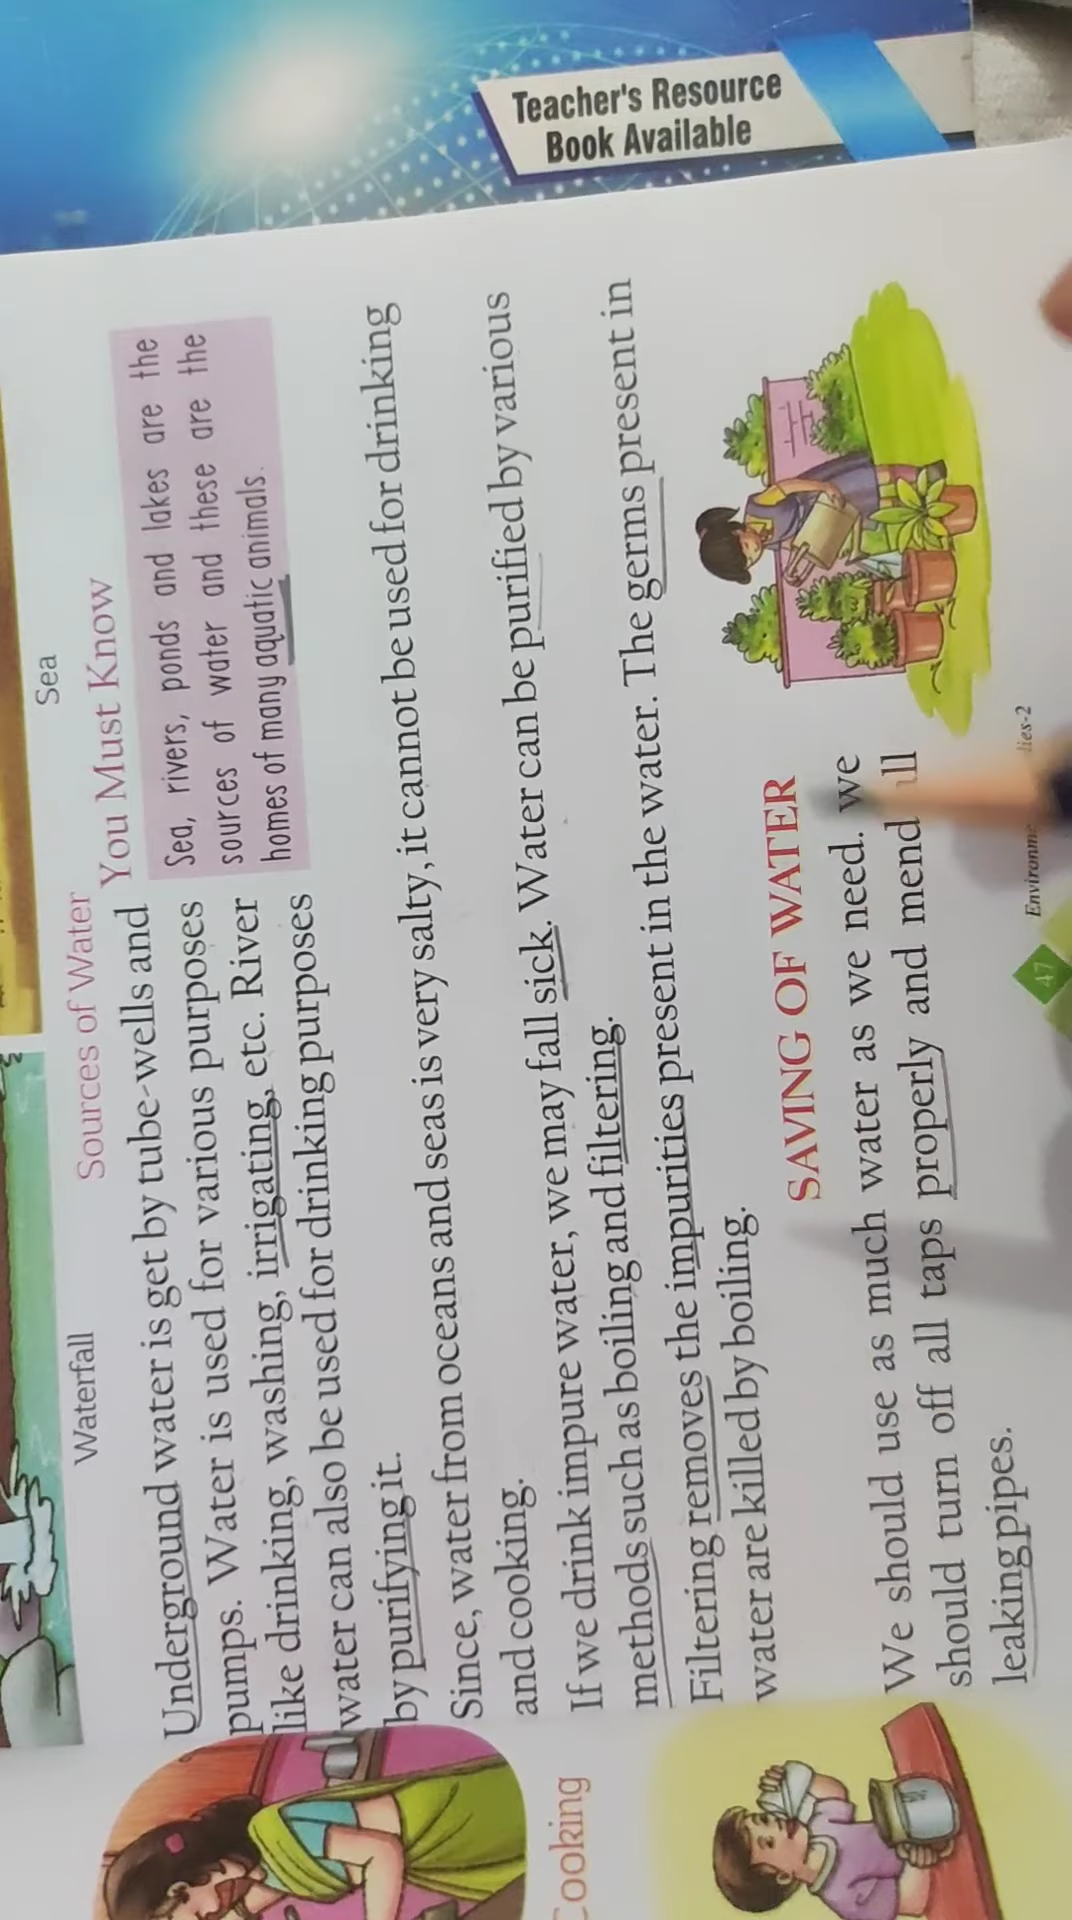 Teacher's Resource
Book Available
Waterfall
Sea
Sources of Water
You Must Know
Sea, rivers, ponds and lakes are the
sources of water and these are the
homes of many aquatic animals.
Underground water is get by tube-wells and
pumps. Water is used for various purposes
like drinking, washing, irrigating, etc. River
water can also be used for drinking purposes
by purifying it.
Since, water from oceans and seas is very salty, it cannot be used for drinking
and cooking.
If we drink impure water, we may fall sick. Water can be purified by various
methods such as boiling and filtering.
Filtering removes the impurities present in the water. The germs present in
water are killed by boiling.
SAVING OF WATER
We should use as much water as we need. we
should turn off all taps properly and mend
leaking pipes.
47